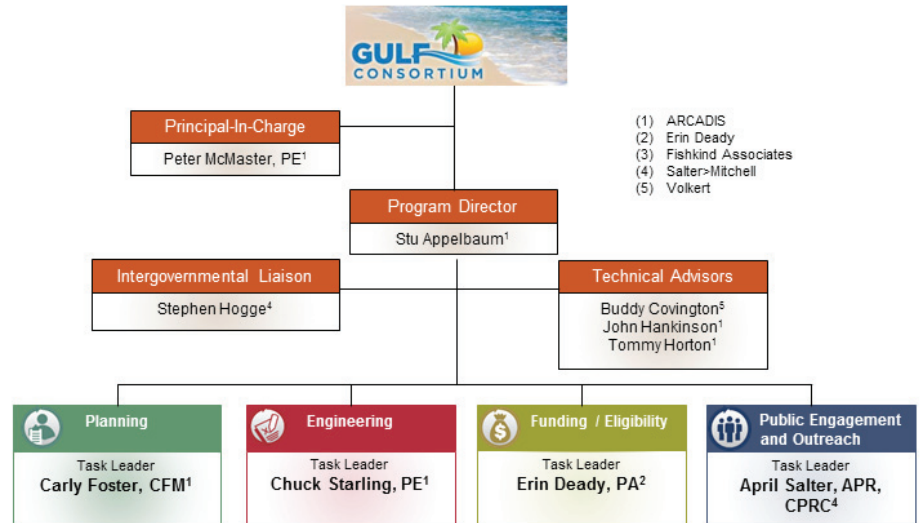 GULF
CONSORTIUM
Principal-In-Charge
Peter McMaster, PE¹
(1) ARCADIS
(2) Erin Deady
(3) Fishkind Associates
(4) Salter>Mitchell
(5) Volkert
Program Director
Stu Appelbaum¹
Intergovernmental Liaison
Stephen Hogge⁴
Technical Advisors
Buddy Covington⁵
John Hankinson¹
Tommy Horton¹
Planning
Task Leader
Carly Foster, CFM¹
Engineering
Task Leader
Chuck Starling, PE¹
Funding / Eligibility
Task Leader
Erin Deady, PA²
Public Engagement
and Outreach
Task Leader
April Salter, APR,
CPRC⁴